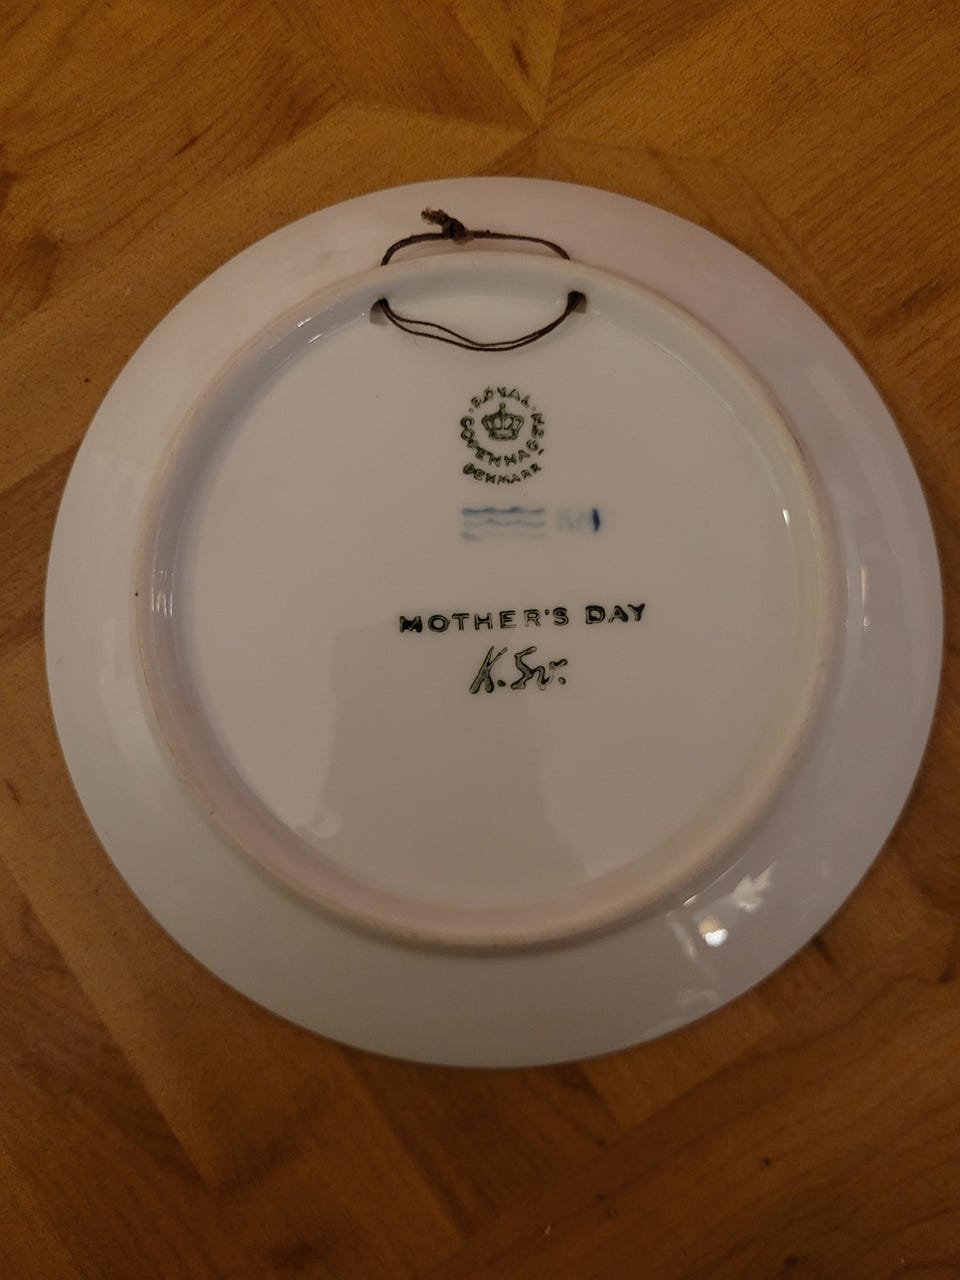 ROYAL
COPENHAGEN
DENMARK
MOTHER'S DAY
K. Sv.